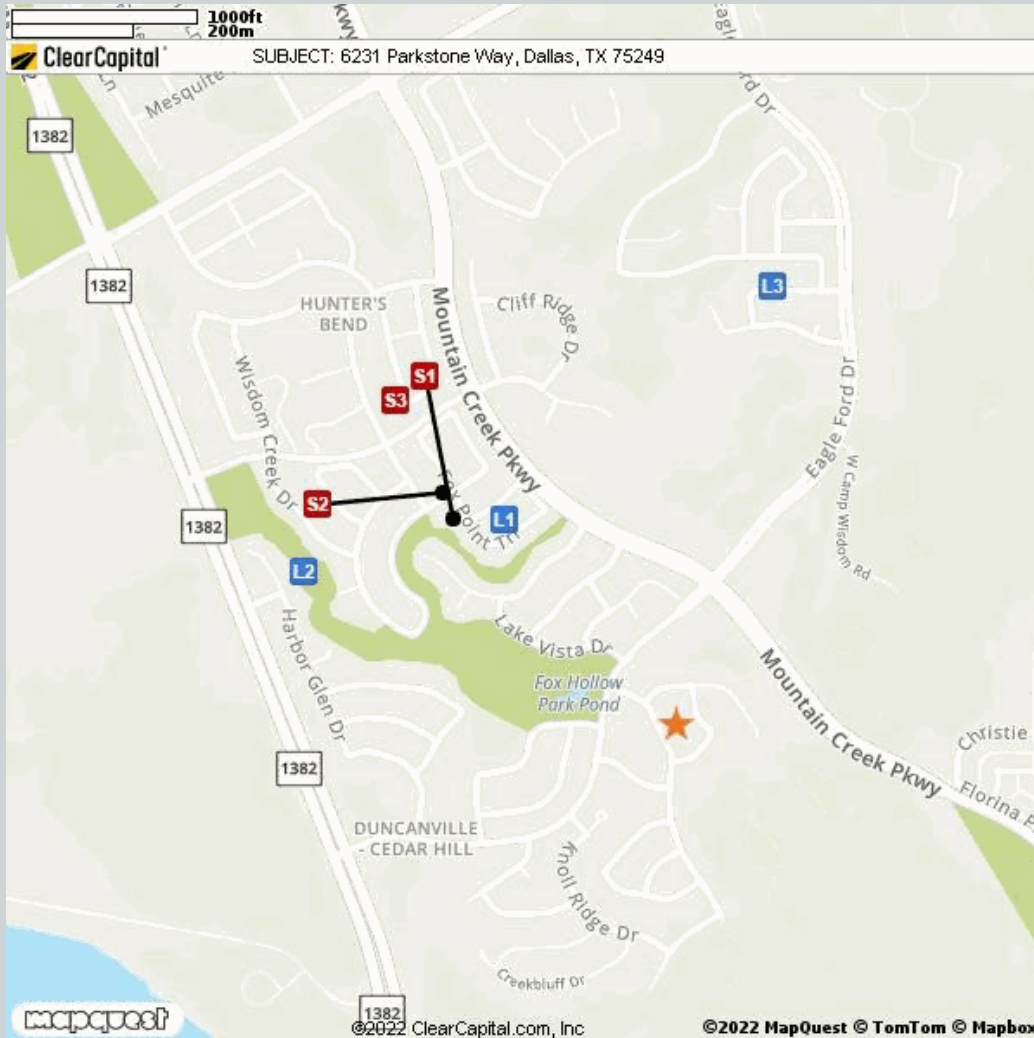 1000ft
200m
ClearCapital
SUBJECT: 6231 Parkstone Way, Dallas, TX 75249
Mesquite
1382
1382
HUNTER'S
BEND
Mountain Creek Pkwy
Cliff Ridge Dr
L3
S1
S3
Wisdom Creek Dr
Eagle Ford Dr
W Camp Wisdom Rd
S2
Fox Point Trl
L1
1382
L2
Harbor Glen Dr
Lake Vista Dr
Fox Hollow
Park Pond
Mountain Creek Pkwy
1382
Christie
Florina P
DUNCANVILLE
- CEDAR HILL
Knoll Ridge Dr
Creekbluff Dr
1382
mapquest
©2022 ClearCapital.com, Inc
©2022 MapQuest © TomTom © Mapbox